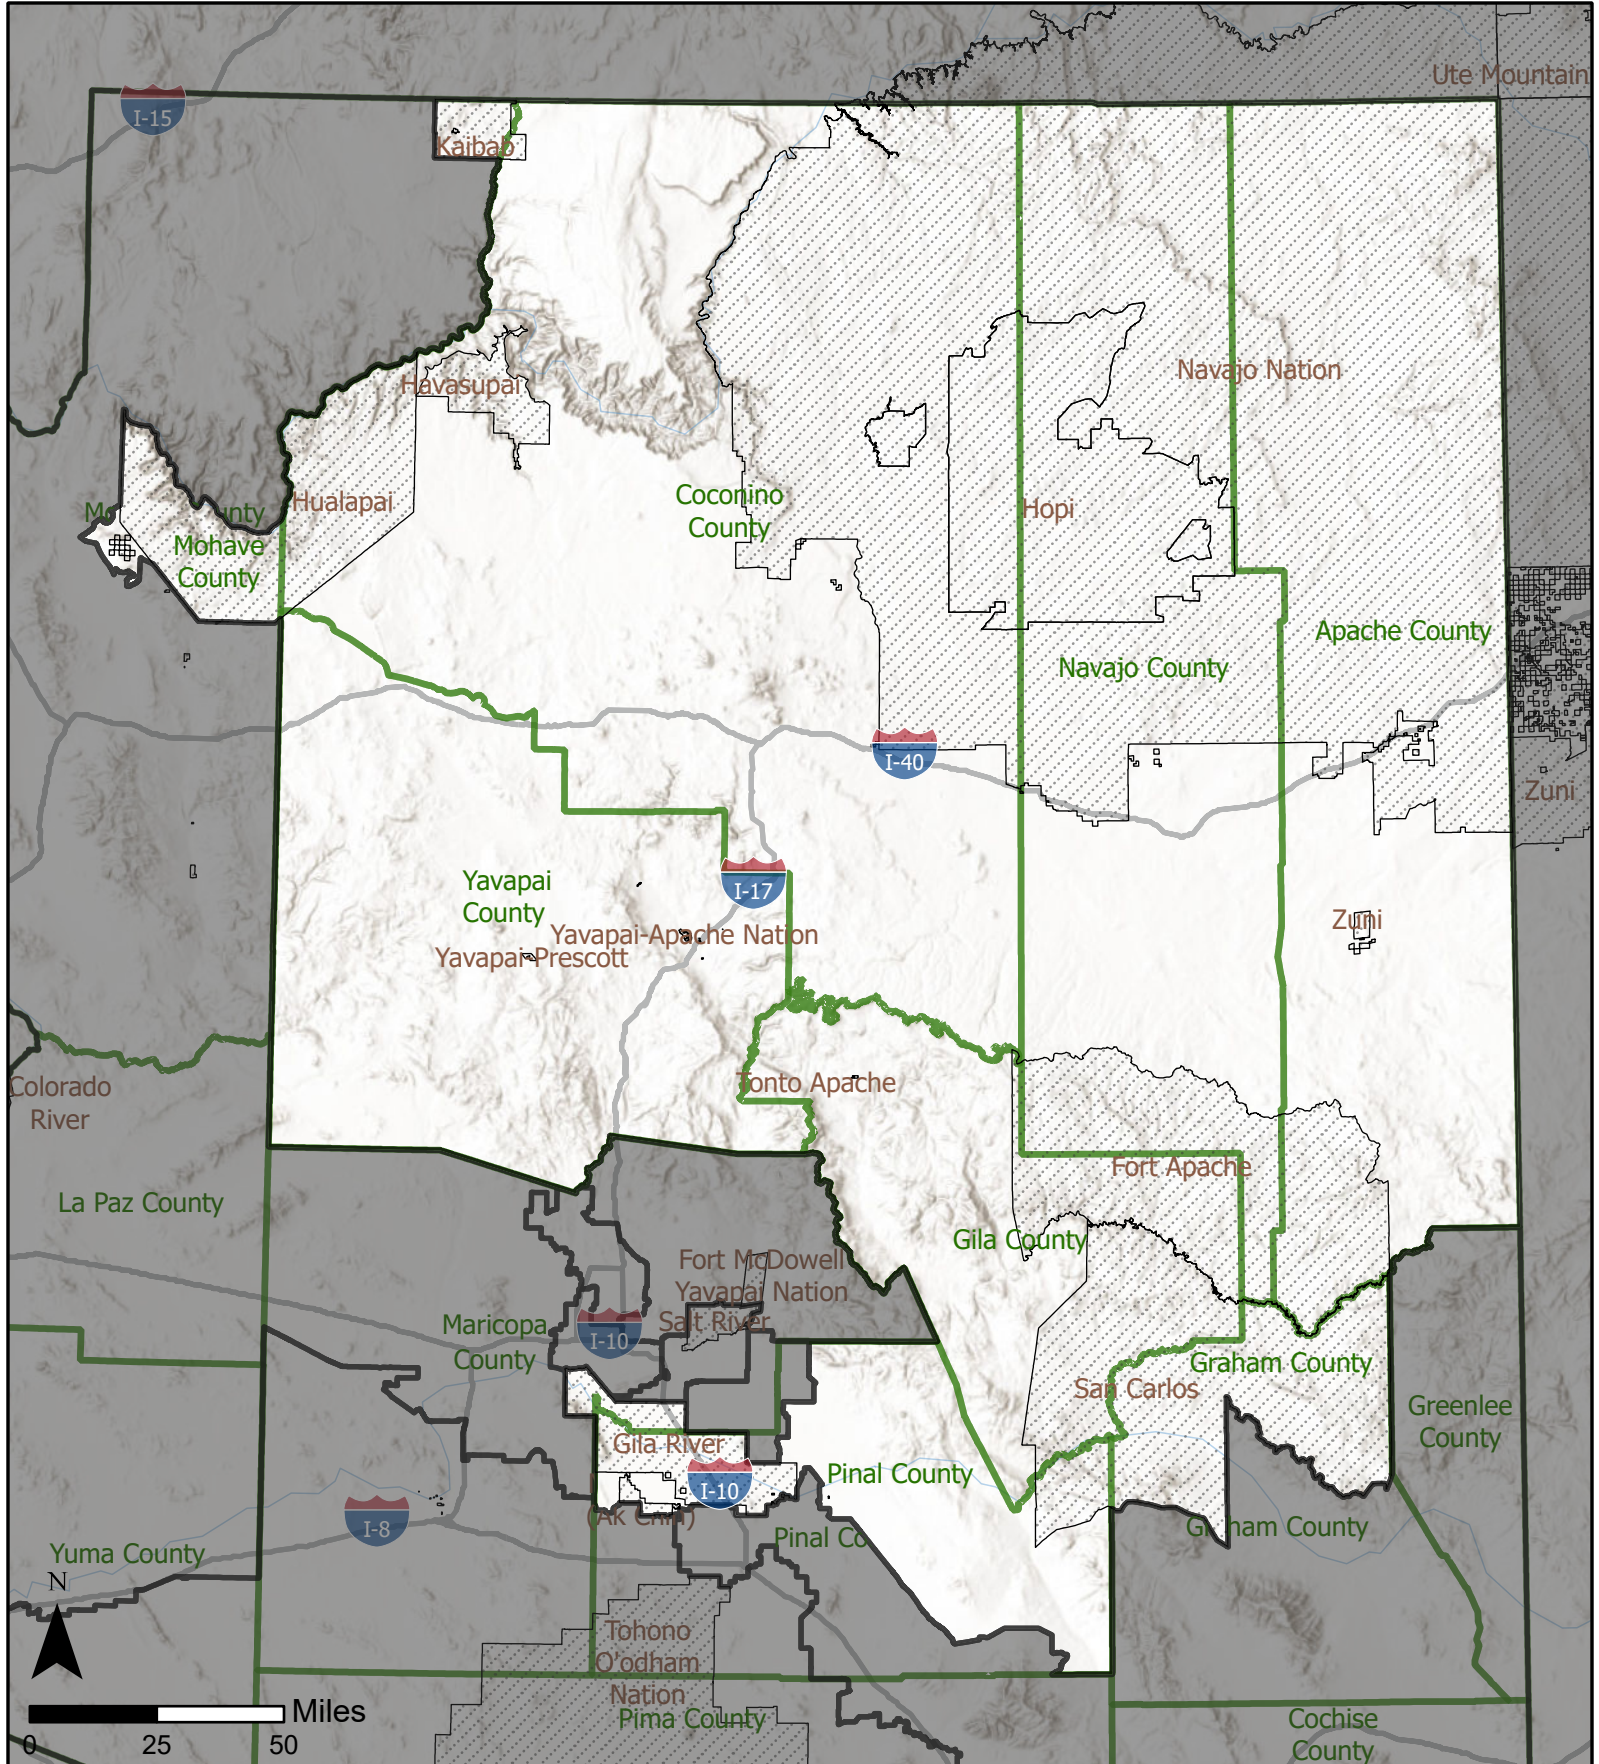 Ute Mountain
I-15
Kaibab
Navajo Nation
Havasupai
Hualapai
Coconino
County
Hopi
Mohave
County
Apache County
Navajo County
I-40
Zuni
Yavapai
County
I-17
Zuni
Yavapai-Apache Nation
Yavapai-Prescott
Tonto Apache
Colorado
River
Fort Apache
La Paz County
Gila County
Fort McDowell
Yavapai Nation
Salt River
Maricopa
County
I-10
Graham County
San Carlos
Greenlee
County
Gila River
Pinal County
I-10
I-8
(Ak Chin)
Pinal Co
Graham County
Yuma County
N
Tohono
O'odham
Nation
Pima County
Miles
0 25 50
Cochise
County